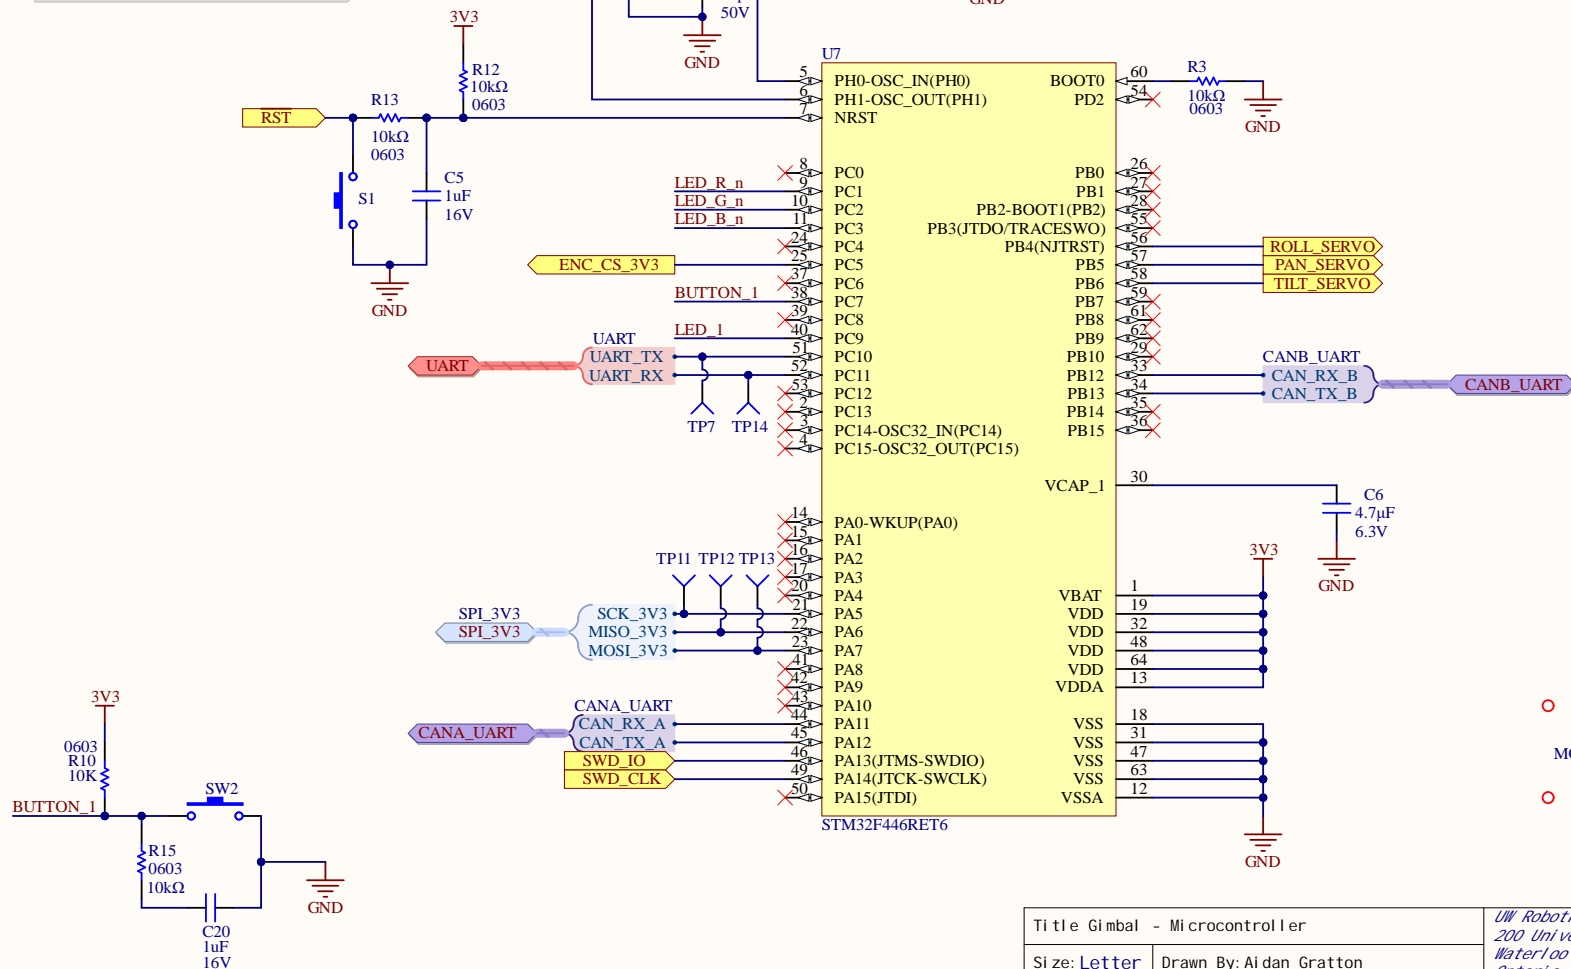 GND
50V
GND
3V3
R12
10kΩ
0603
R13
10kΩ
0603
RST
S1
C5
1uF
16V
GND
U7
5 PH0-OSC_IN(PH0)
6 PH1-OSC_OUT(PH1)
7 NRST
8 PC0
LED_R_n 9 PC1
LED_G_n 10 PC2
LED_B_n 11 PC3
24 PC4
ENC_CS_3V3 25 PC5
37 PC6
BUTTON_1 38 PC7
39 PC8
LED_1 40 PC9
UART
UART UART_TX 51 PC10
UART_RX 52 PC11
53 PC12
2 PC13
3 PC14-OSC32_IN(PC14)
4 PC15-OSC32_OUT(PC15)
TP7 TP14
14 PA0-WKUP(PA0)
15 PA1
16 PA2
17 PA3
20 PA4
TP11 TP12 TP13
SPI_3V3
SPI_3V3
SCK_3V3 21 PA5
MISO_3V3 22 PA6
MOSI_3V3 23 PA7
41 PA8
42 PA9
43 PA10
CANA_UART
CANA_UART
CAN_RX_A 44 PA11
CAN_TX_A 45 PA12
SWD_IO 46 PA13(JTMS-SWDIO)
SWD_CLK 49 PA14(JTCK-SWCLK)
50 PA15(JTDI)
STM32F446RET6
BOOT0 60
PD2 54
R3
10kΩ
0603
GND
PB0 26
PB1 27
PB2-BOOT1(PB2) 28
PB3(JTDO/TRACESWO) 55
PB4(NJTRST) 56 ROLL_SERVO
PB5 57 PAN_SERVO
PB6 58 TILT_SERVO
PB7 59
PB8 61
PB9 62
PB10 29
CANB_UART
PB12 33 CAN_RX_B
PB13 34 CAN_TX_B
CANB_UART
PB14 35
PB15 36
VCAP_1 30
C6
4.7µF
6.3V
GND
3V3
VBAT 1
VDD 19
VDD 32
VDD 48
VDD 64
VDDA 13
VSS 18
VSS 31
VSS 47
VSS 63
VSSA 12
GND
3V3
0603
R10
10K
BUTTON_1
SW2
R15
0603
10kΩ
C20
1uF
16V
GND
Title Gimbal - Microcontroller
Size: Letter Drawn By: Aidan Gratton
200
Waterloo